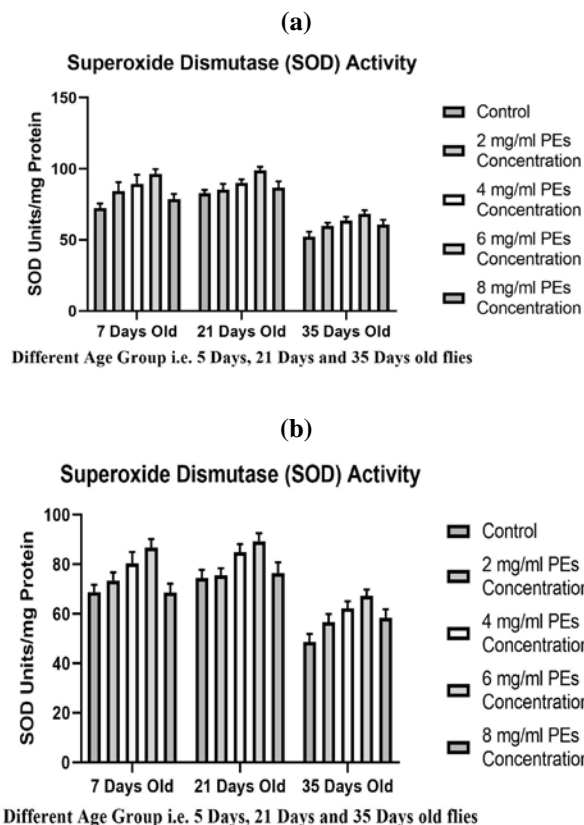 (a)
Superoxide Dismutase (SOD) Activity
SOD Units/mg Protein
150
100
50
0
7 Days Old 21 Days Old 35 Days Old
Different Age Group i.e. 5 Days, 21 Days and 35 Days old flies
Control
2 mg/ml PEs
Concentration
4 mg/ml PEs
Concentration
6 mg/ml PEs
Concentration
8 mg/ml PEs
Concentration
(b)
Superoxide Dismutase (SOD) Activity
SOD Units/mg Protein
100
80
60
40
20
0
7 Days Old 21 Days Old 35 Days Old
Different Age Group i.e. 5 Days, 21 Days and 35 Days old flies
Control
2 mg/ml PEs
Concentration
4 mg/ml PEs
Concentration
6 mg/ml PEs
Concentration
8 mg/ml PEs
Concentration